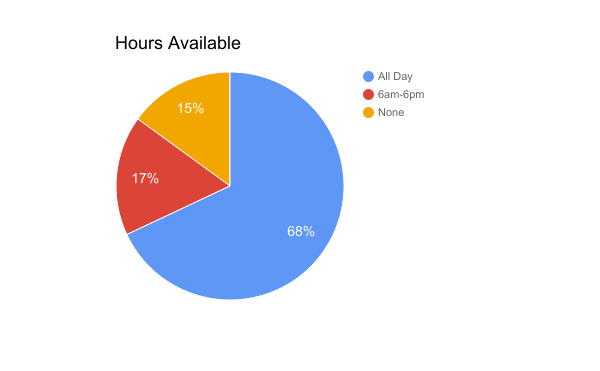 Hours Available
All Day
6am-6pm
None
15%
17%
68%